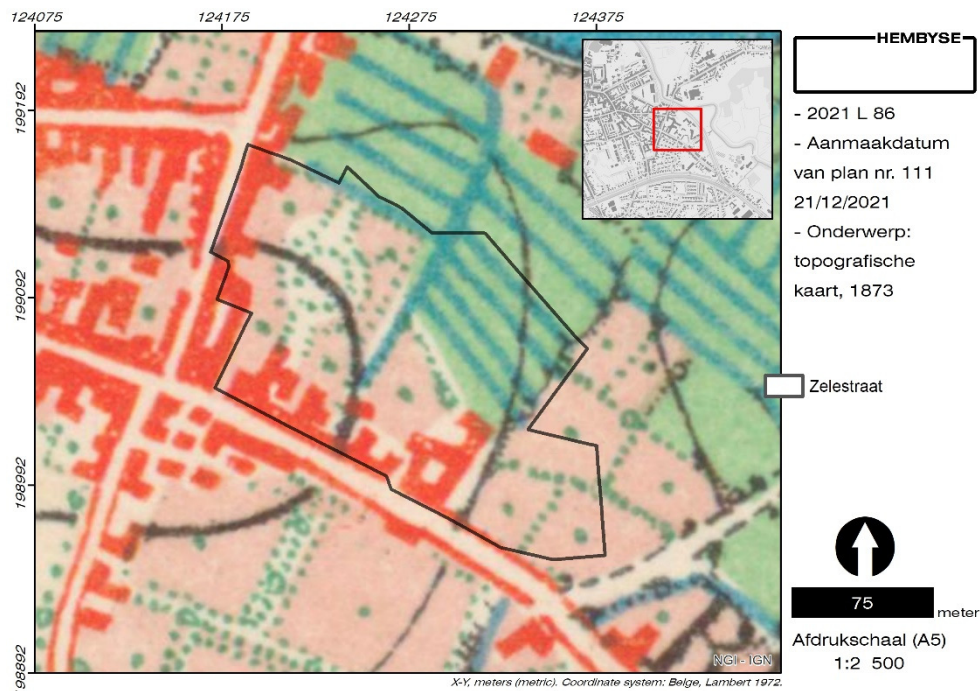 124075 124175 124275 124375
199192
199092
198992
98892
HEMBYSE
- 2021 L 86
- Aanmaakdatum
van plan nr. 111
21/12/2021
- Onderwerp:
topografische
kaart, 1873
Zelestraat
75 meter
Afdrukschaal (A5)
1:2 500
NGI - IGN
X-Y, meters (metric). Coordinate system: Belge, Lambert 1972.